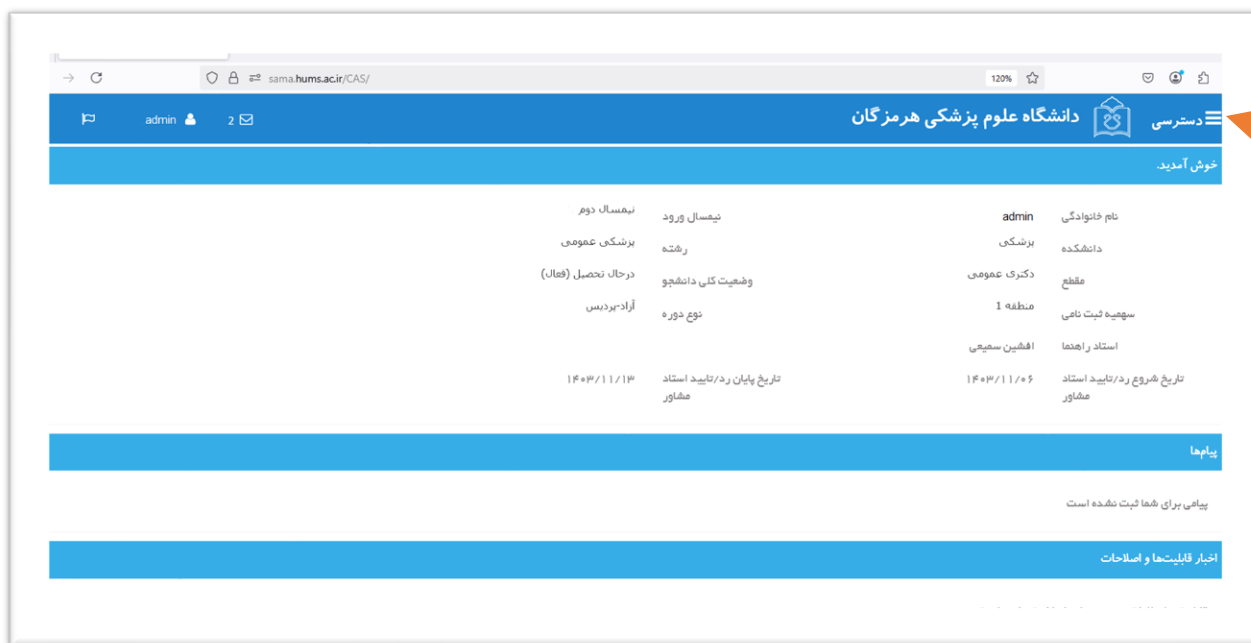 sama.hums.ac.ir/CAS/
120%
دسترسی
دانشگاه علوم پزشکی هرمزگان
2
admin
خوش آمدید.
نام خانوادگی admin نیمسال ورود نیمسال دوم
دانشکده پزشکی رشته پزشکی عمومی
مقطع دکتری عمومی وضعیت کلی دانشجو درحال تحصیل (فعال)
سهمیه ثبت نامی منطقه 1 نوع دوره آزاد-پردیس
استاد راهنما افشین سمیعی
تاریخ شروع رد/تایید استاد ۱۴۰۳/۱۱/۰۶ تاریخ پایان رد/تایید استاد ۱۴۰۳/۱۱/۱۳
مشاور مشاور
پیام‌ها
پیامی برای شما ثبت نشده است
اخبار قابلیت‌ها و اصلاحات